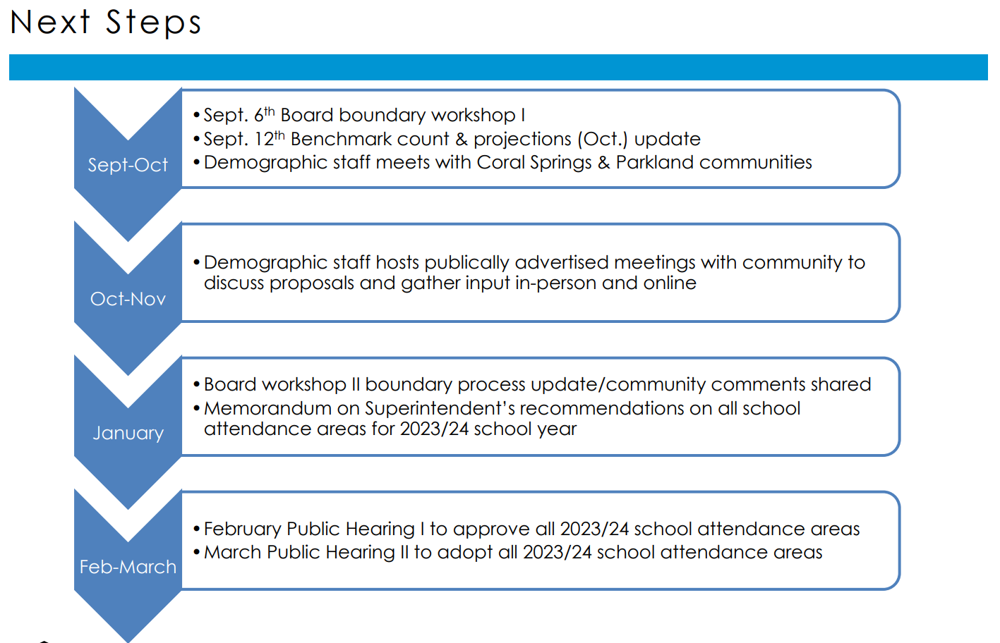 Next Steps
Sept-Oct
•Sept. 6th Board boundary workshop I
•Sept. 12th Benchmark count & projections (Oct.) update
•Demographic staff meets with Coral Springs & Parkland communities
Oct-Nov
•Demographic staff hosts publically advertised meetings with community to
discuss proposals and gather input in-person and online
January
•Board workshop II boundary process update/community comments shared
•Memorandum on Superintendent’s recommendations on all school
attendance areas for 2023/24 school year
Feb-March
•February Public Hearing I to approve all 2023/24 school attendance areas
•March Public Hearing II to adopt all 2023/24 school attendance areas